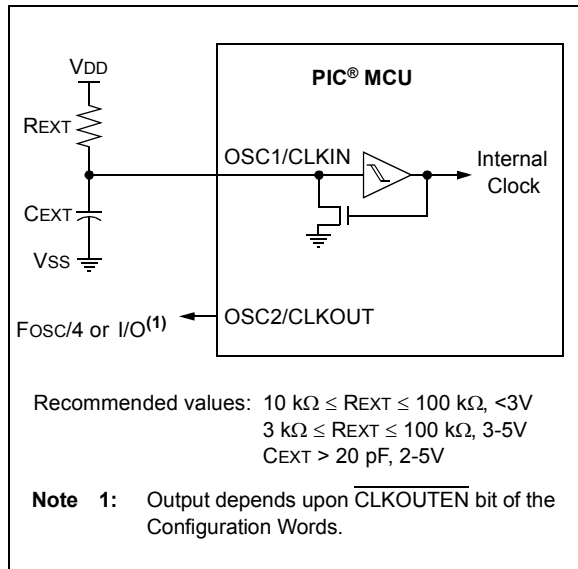 VDD
PIC® MCU
REXT
OSC1/CLKIN
Internal
Clock
CEXT
VSS
OSC2/CLKOUT
FOSC/4 or I/O(1)
Recommended values: 10 kΩ ≤ REXT ≤ 100 kΩ, <3V
3 kΩ ≤ REXT ≤ 100 kΩ, 3-5V
CEXT > 20 pF, 2-5V
Note 1: Output depends upon CLKOUTEN bit of the
Configuration Words.